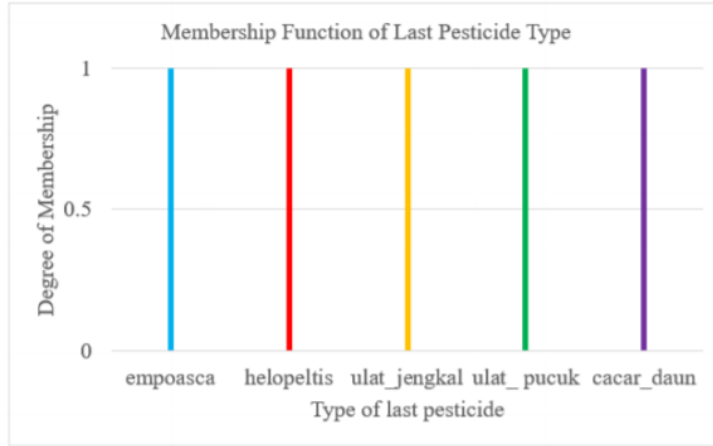 Membership Function of Last Pesticide Type
1
0.5
0
Degree of Membership
empoasca helopeltis ulat_jengkal ulat_ pucuk cacar_daun
Type of last pesticide